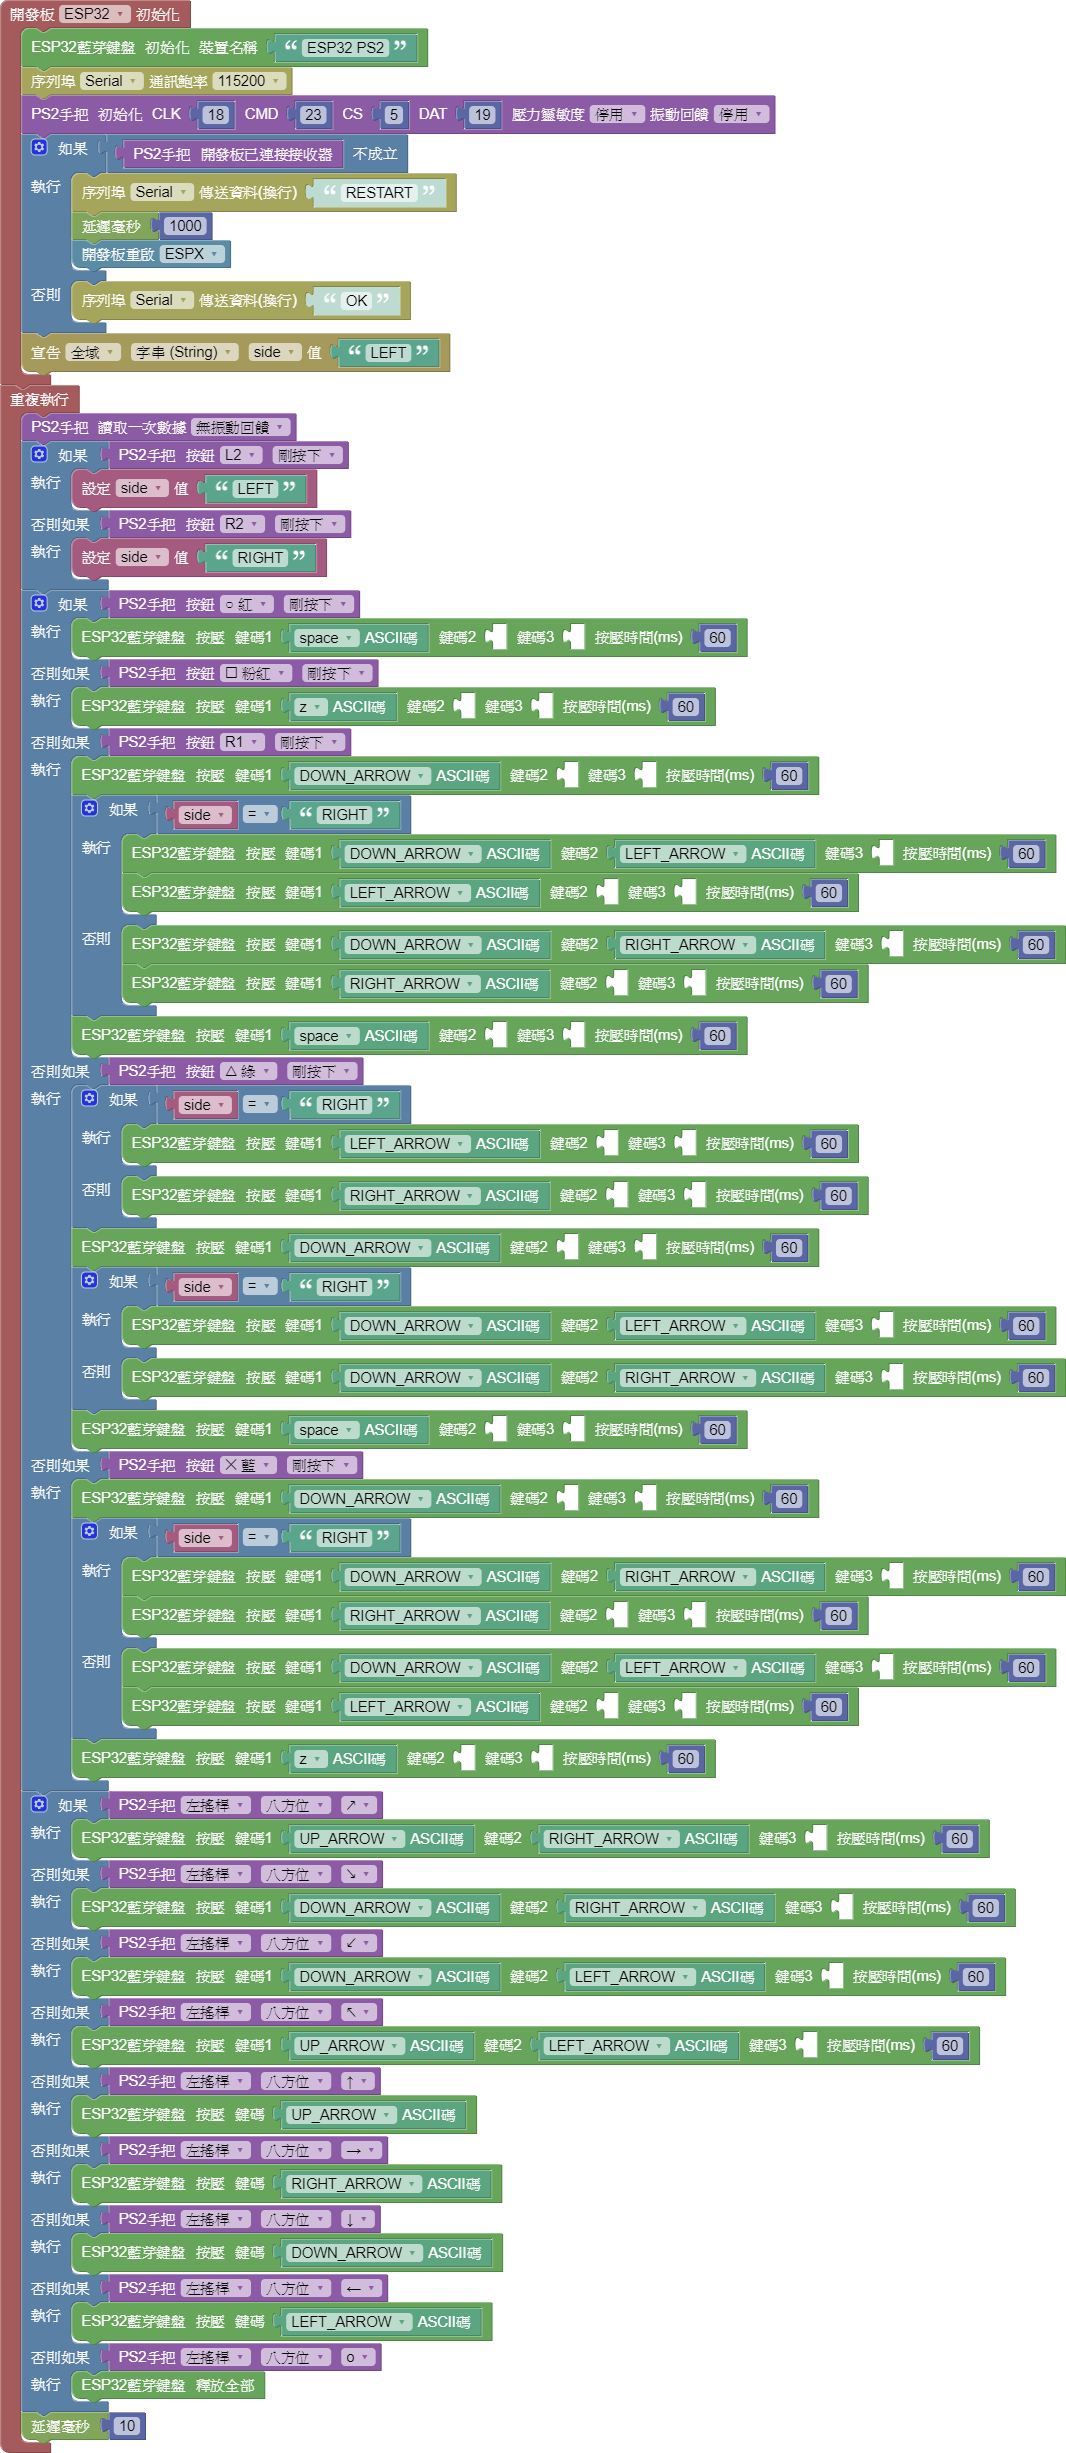 開發板 ESP32 初始化
ESP32藍芽鍵盤 初始化 裝置名稱 “ ESP32 PS2 ”
序列埠 Serial 通訊鮑率 115200
PS2手把 初始化 CLK 18 CMD 23 CS 5 DAT 19 壓力靈敏度 停用 振動回饋 停用
如果 PS2手把 開發板已連接接收器 不成立
執行 序列埠 Serial 傳送資料(換行) “ RESTART ”
延遲毫秒 1000
開發板重啟 ESPX
否則 序列埠 Serial 傳送資料(換行) “ OK ”
宣告 全域 字串 (String) side 值 “ LEFT ”
重複執行
PS2手把 讀取一次數據 無振動回饋
如果 PS2手把 按鈕 L2 剛按下
執行 設定 side 值 “ LEFT ”
否則如果 PS2手把 按鈕 R2 剛按下
執行 設定 side 值 “ RIGHT ”
如果 PS2手把 按鈕 ○ 紅 剛按下
執行 ESP32藍芽鍵盤 按壓 鍵碼1 space ASCII碼 鍵碼2 鍵碼3 按壓時間(ms) 60
否則如果 PS2手把 按鈕 □ 粉紅 剛按下
執行 ESP32藍芽鍵盤 按壓 鍵碼1 z ASCII碼 鍵碼2 鍵碼3 按壓時間(ms) 60
否則如果 PS2手把 按鈕 R1 剛按下
執行 ESP32藍芽鍵盤 按壓 鍵碼1 DOWN_ARROW ASCII碼 鍵碼2 鍵碼3 按壓時間(ms) 60
如果 side = “ RIGHT ”
執行 ESP32藍芽鍵盤 按壓 鍵碼1 DOWN_ARROW ASCII碼 鍵碼2 LEFT_ARROW ASCII碼 鍵碼3 按壓時間(ms) 60
ESP32藍芽鍵盤 按壓 鍵碼1 LEFT_ARROW ASCII碼 鍵碼2 鍵碼3 按壓時間(ms) 60
否則 ESP32藍芽鍵盤 按壓 鍵碼1 DOWN_ARROW ASCII碼 鍵碼2 RIGHT_ARROW ASCII碼 鍵碼3 按壓時間(ms) 60
ESP32藍芽鍵盤 按壓 鍵碼1 RIGHT_ARROW ASCII碼 鍵碼2 鍵碼3 按壓時間(ms) 60
ESP32藍芽鍵盤 按壓 鍵碼1 space ASCII碼 鍵碼2 鍵碼3 按壓時間(ms) 60
否則如果 PS2手把 按鈕 △ 綠 剛按下
執行 如果 side = “ RIGHT ”
執行 ESP32藍芽鍵盤 按壓 鍵碼1 LEFT_ARROW ASCII碼 鍵碼2 鍵碼3 按壓時間(ms) 60
否則 ESP32藍芽鍵盤 按壓 鍵碼1 RIGHT_ARROW ASCII碼 鍵碼2 鍵碼3 按壓時間(ms) 60
ESP32藍芽鍵盤 按壓 鍵碼1 DOWN_ARROW ASCII碼 鍵碼2 鍵碼3 按壓時間(ms) 60
如果 side = “ RIGHT ”
執行 ESP32藍芽鍵盤 按壓 鍵碼1 DOWN_ARROW ASCII碼 鍵碼2 LEFT_ARROW ASCII碼 鍵碼3 按壓時間(ms) 60
否則 ESP32藍芽鍵盤 按壓 鍵碼1 DOWN_ARROW ASCII碼 鍵碼2 RIGHT_ARROW ASCII碼 鍵碼3 按壓時間(ms) 60
ESP32藍芽鍵盤 按壓 鍵碼1 space ASCII碼 鍵碼2 鍵碼3 按壓時間(ms) 60
否則如果 PS2手把 按鈕 ╳ 藍 剛按下
執行 ESP32藍芽鍵盤 按壓 鍵碼1 DOWN_ARROW ASCII碼 鍵碼2 鍵碼3 按壓時間(ms) 60
如果 side = “ RIGHT ”
執行 ESP32藍芽鍵盤 按壓 鍵碼1 DOWN_ARROW ASCII碼 鍵碼2 RIGHT_ARROW ASCII碼 鍵碼3 按壓時間(ms) 60
ESP32藍芽鍵盤 按壓 鍵碼1 RIGHT_ARROW ASCII碼 鍵碼2 鍵碼3 按壓時間(ms) 60
否則 ESP32藍芽鍵盤 按壓 鍵碼1 DOWN_ARROW ASCII碼 鍵碼2 LEFT_ARROW ASCII碼 鍵碼3 按壓時間(ms) 60
ESP32藍芽鍵盤 按壓 鍵碼1 LEFT_ARROW ASCII碼 鍵碼2 鍵碼3 按壓時間(ms) 60
ESP32藍芽鍵盤 按壓 鍵碼1 z ASCII碼 鍵碼2 鍵碼3 按壓時間(ms) 60
如果 PS2手把 左搖桿 八方位 ↗
執行 ESP32藍芽鍵盤 按壓 鍵碼1 UP_ARROW ASCII碼 鍵碼2 RIGHT_ARROW ASCII碼 鍵碼3 按壓時間(ms) 60
否則如果 PS2手把 左搖桿 八方位 ↘
執行 ESP32藍芽鍵盤 按壓 鍵碼1 DOWN_ARROW ASCII碼 鍵碼2 RIGHT_ARROW ASCII碼 鍵碼3 按壓時間(ms) 60
否則如果 PS2手把 左搖桿 八方位 ↙
執行 ESP32藍芽鍵盤 按壓 鍵碼1 DOWN_ARROW ASCII碼 鍵碼2 LEFT_ARROW ASCII碼 鍵碼3 按壓時間(ms) 60
否則如果 PS2手把 左搖桿 八方位 ↖
執行 ESP32藍芽鍵盤 按壓 鍵碼1 UP_ARROW ASCII碼 鍵碼2 LEFT_ARROW ASCII碼 鍵碼3 按壓時間(ms) 60
否則如果 PS2手把 左搖桿 八方位 ↑
執行 ESP32藍芽鍵盤 按壓 鍵碼 UP_ARROW ASCII碼
否則如果 PS2手把 左搖桿 八方位 →
執行 ESP32藍芽鍵盤 按壓 鍵碼 RIGHT_ARROW ASCII碼
否則如果 PS2手把 左搖桿 八方位 ↓
執行 ESP32藍芽鍵盤 按壓 鍵碼 DOWN_ARROW ASCII碼
否則如果 PS2手把 左搖桿 八方位 ←
執行 ESP32藍芽鍵盤 按壓 鍵碼 LEFT_ARROW ASCII碼
否則如果 PS2手把 左搖桿 八方位 o
執行 ESP32藍芽鍵盤 釋放全部
延遲毫秒 10